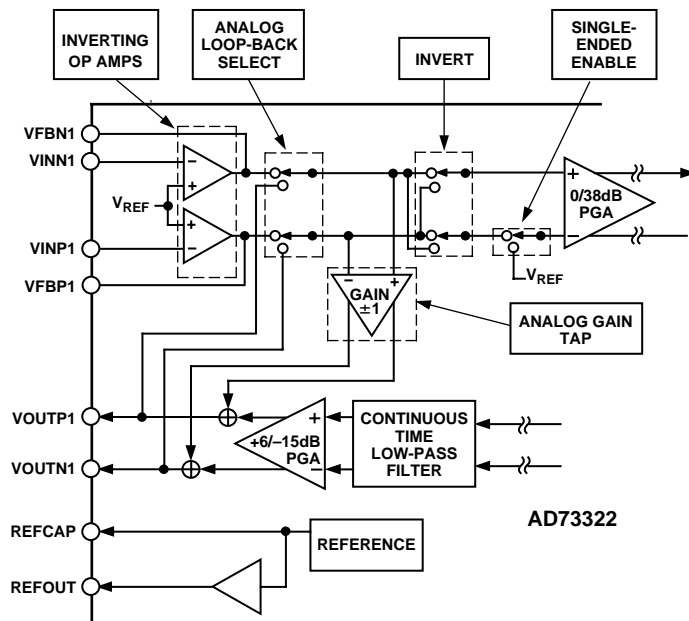 INVERTING
OP AMPS
ANALOG
LOOP-BACK
SELECT
INVERT
SINGLE-
ENDED
ENABLE
VFBN1
VINN1
VREF
VINP1
VFBP1
−
+
+
−
+
0/38dB
PGA
−
VREF
−
+
GAIN
±1
ANALOG GAIN
TAP
VOUTP1
VOUTN1
+
+6/–15dB
PGA
−
CONTINUOUS
TIME
LOW-PASS
FILTER
AD73322
REFCAP
REFERENCE
REFOUT